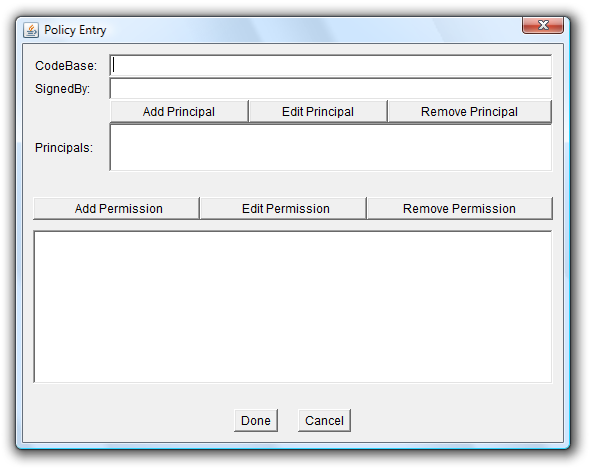 Policy Entry
CodeBase:
SignedBy:
Add Principal Edit Principal Remove Principal
Principals:
Add Permission Edit Permission Remove Permission
Done Cancel